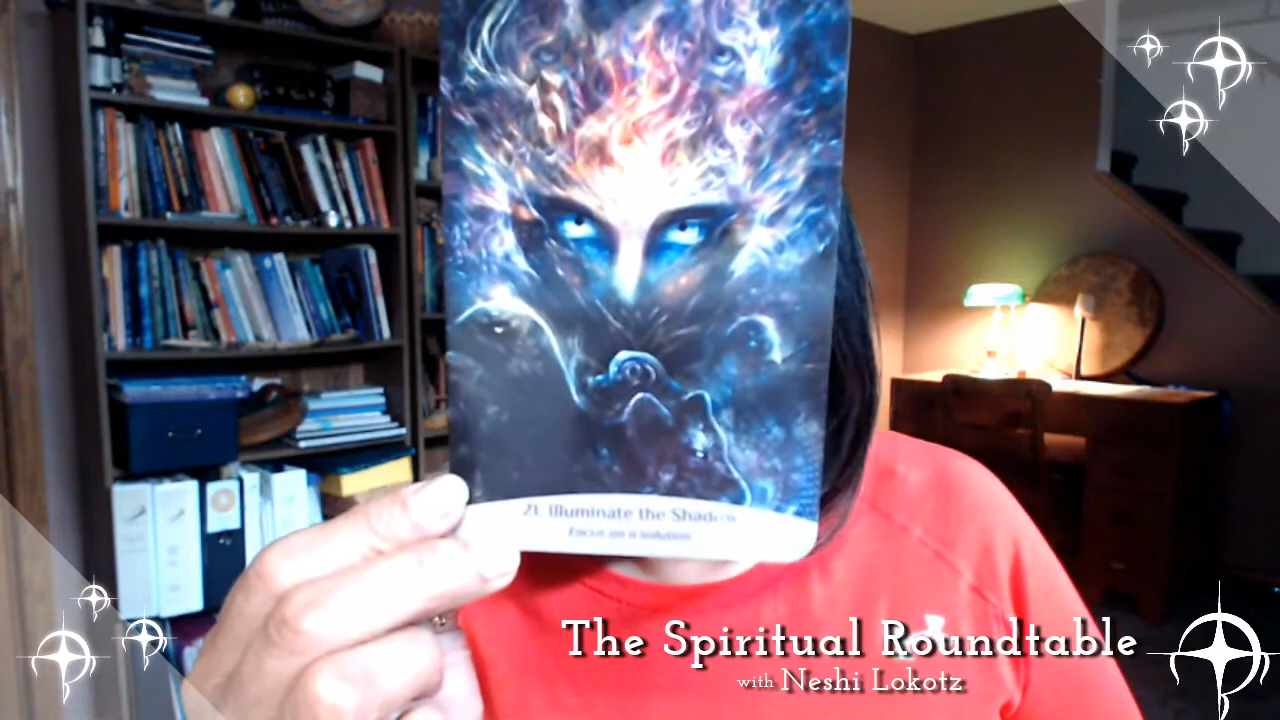 21. Illuminate the Shadow
Focus on a solution
The Spiritual Roundtable
with Neshi Lokotz